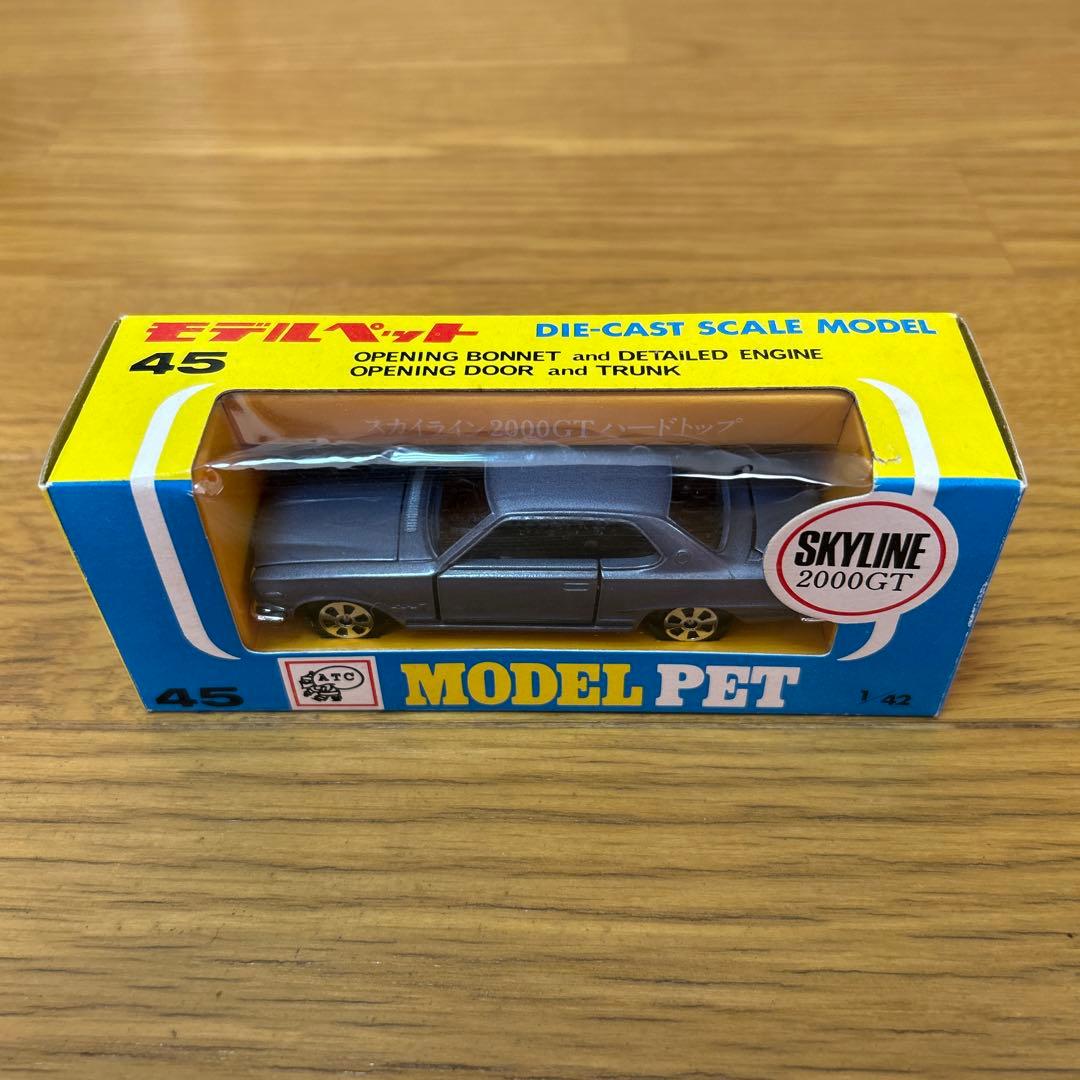 モデルペット
DIE-CAST SCALE MODEL
45
OPENING BONNET and DETAILED ENGINE
OPENING DOOR and TRUNK
スカイライン2000GTハードトップ
SKYLINE
2000GT
45
ATC
MODEL PET
1/42